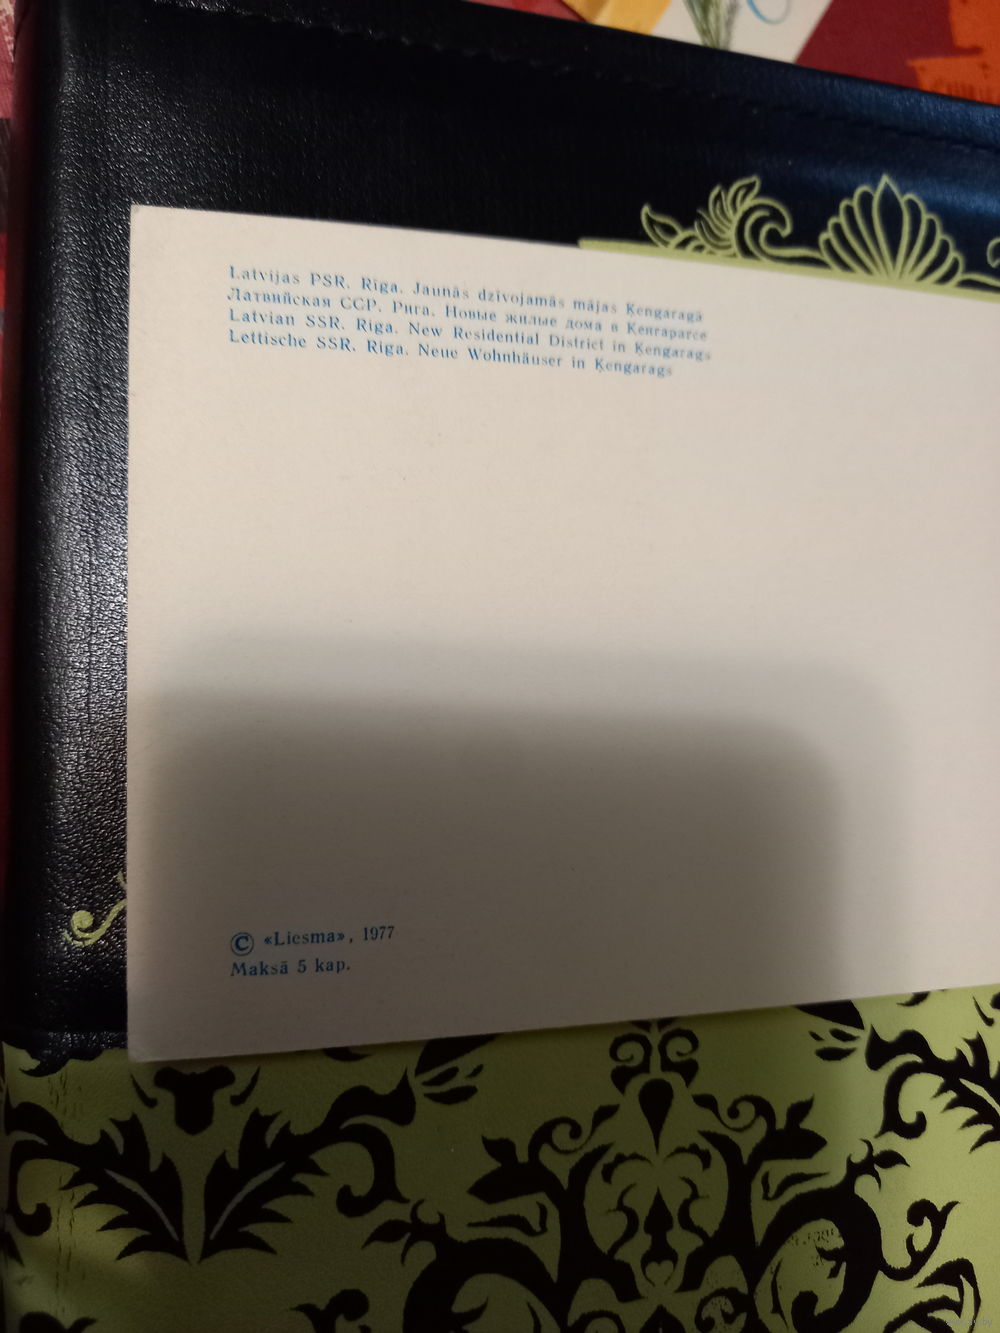 Latvijas PSR. Rīga. Jaunās dzīvojamās mājas Ķengaragā
Латвийская ССР. Рига. Новые жилые дома в Кенгарагсе
Latvian SSR. Riga. New Residential District in Ķengarags
Lettische SSR. Riga. Neue Wohnhäuser in Ķengarags
© «Liesma», 1977
Maksā 5 kap.